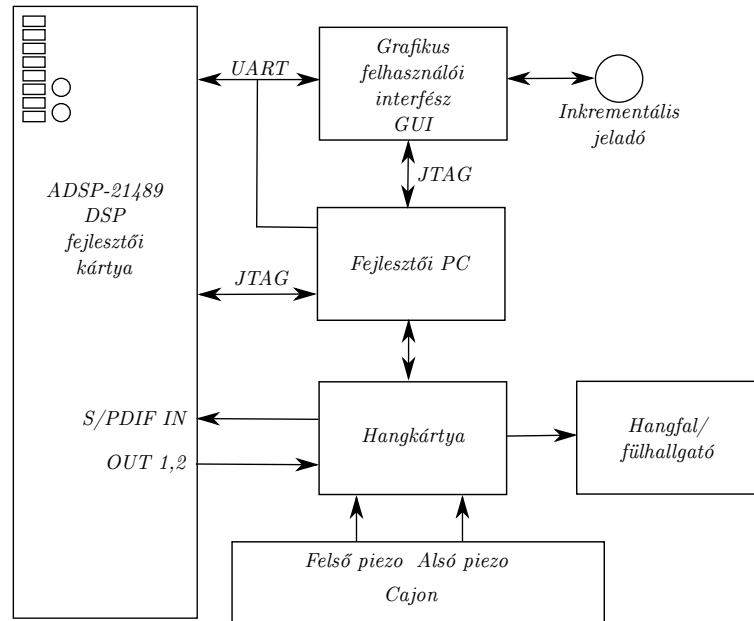 ADSP-21489
DSP
fejlesztői
kártya
UART
Grafikus
felhasználói
interfész
GUI
Inkrementális
jeladó
JTAG
Fejlesztői PC
JTAG
S/PDIF IN
OUT 1,2
Hangkártya
Hangfal/
fülhallgató
Felső piezo Alsó piezo
Cajon